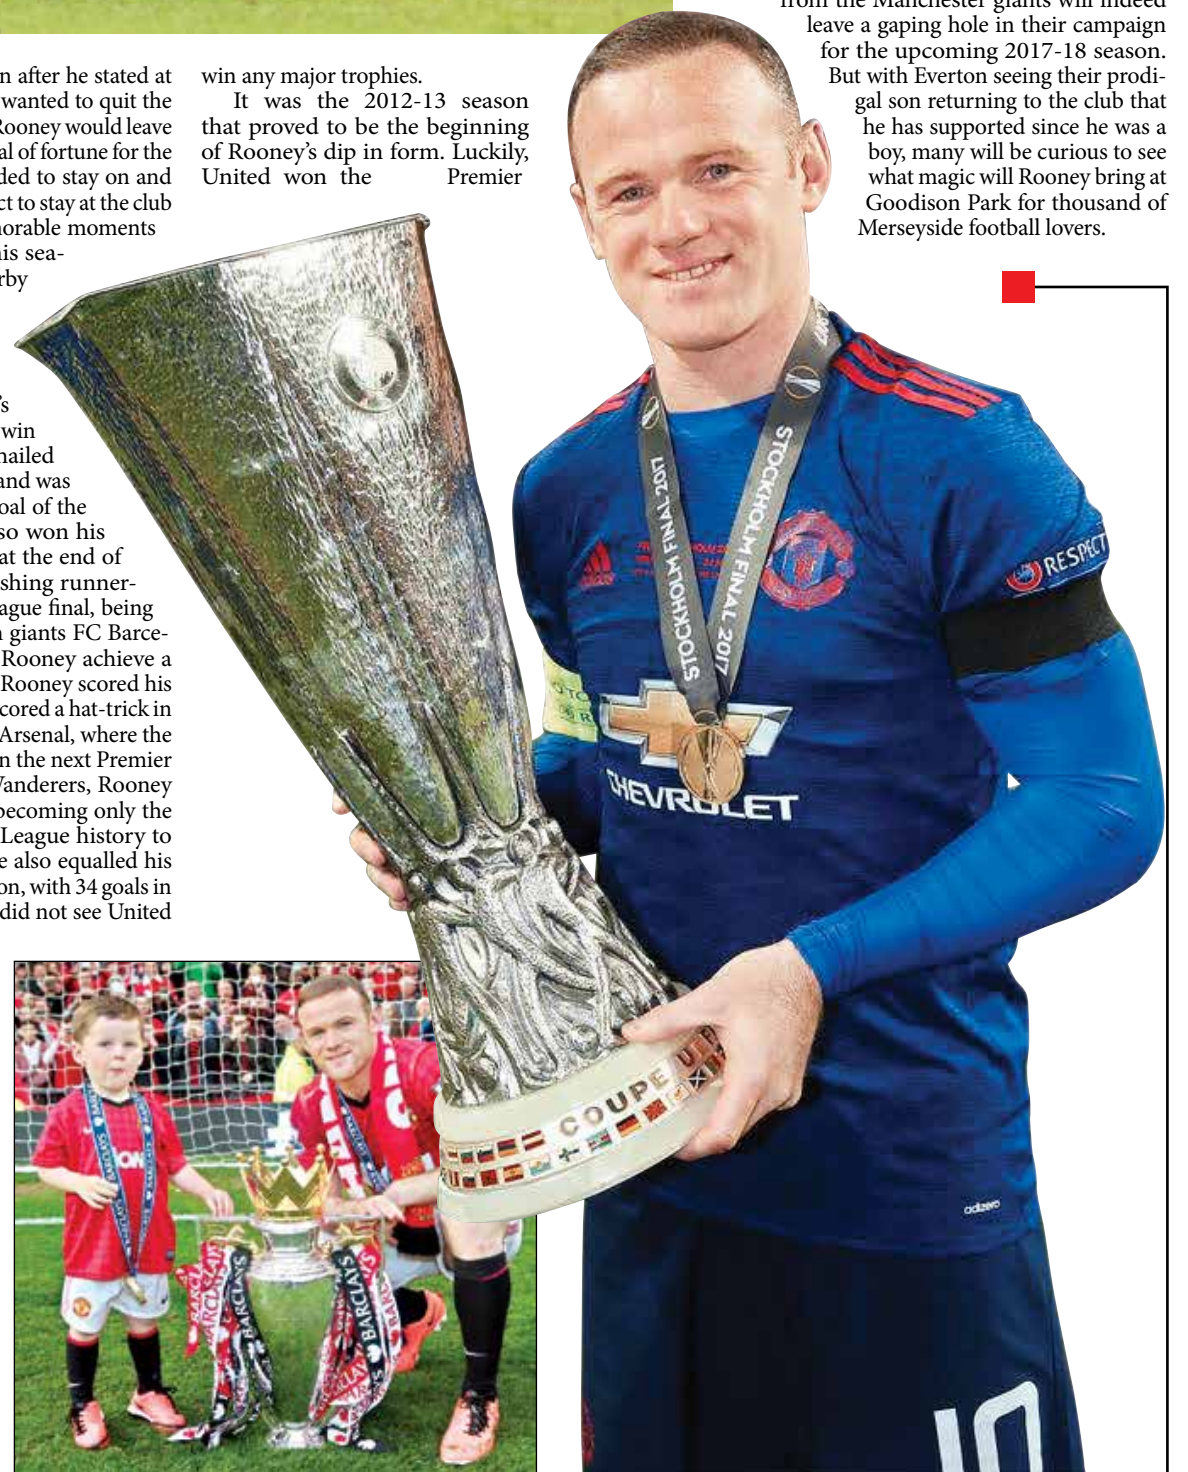 n after he stated at
wanted to quit the
Rooney would leave
al of fortune for the
ded to stay on and
ct to stay at the club
norable moments
his sea-
rby
's
win
nailed
and was
oal of the
so won his
at the end of
shing runner-
ague final, being
n giants FC Barce-
Rooney achieve a
Rooney scored his
cored a hat-trick in
Arsenal, where the
n the next Premier
Wanderers, Rooney
becoming only the
League history to
e also equalled his
on, with 34 goals in
did not see United
win any major trophies.
It was the 2012-13 season
that proved to be the beginning
of Rooney's dip in form. Luckily,
United won the Premier
from the Manchester giants will indeed
leave a gaping hole in their campaign
for the upcoming 2017-18 season.
But with Everton seeing their prodi-
gal son returning to the club that
he has supported since he was a
boy, many will be curious to see
what magic will Rooney bring at
Goodison Park for thousand of
Merseyside football lovers.
STOCKHOLM FINAL 2017
STOCKHOLM FINAL 2017
RESPECT
CHEVROLET
COUPE U
adizero
10
BARCLAYS
BARCLAYS
BARCLAYS
BARCLAYS